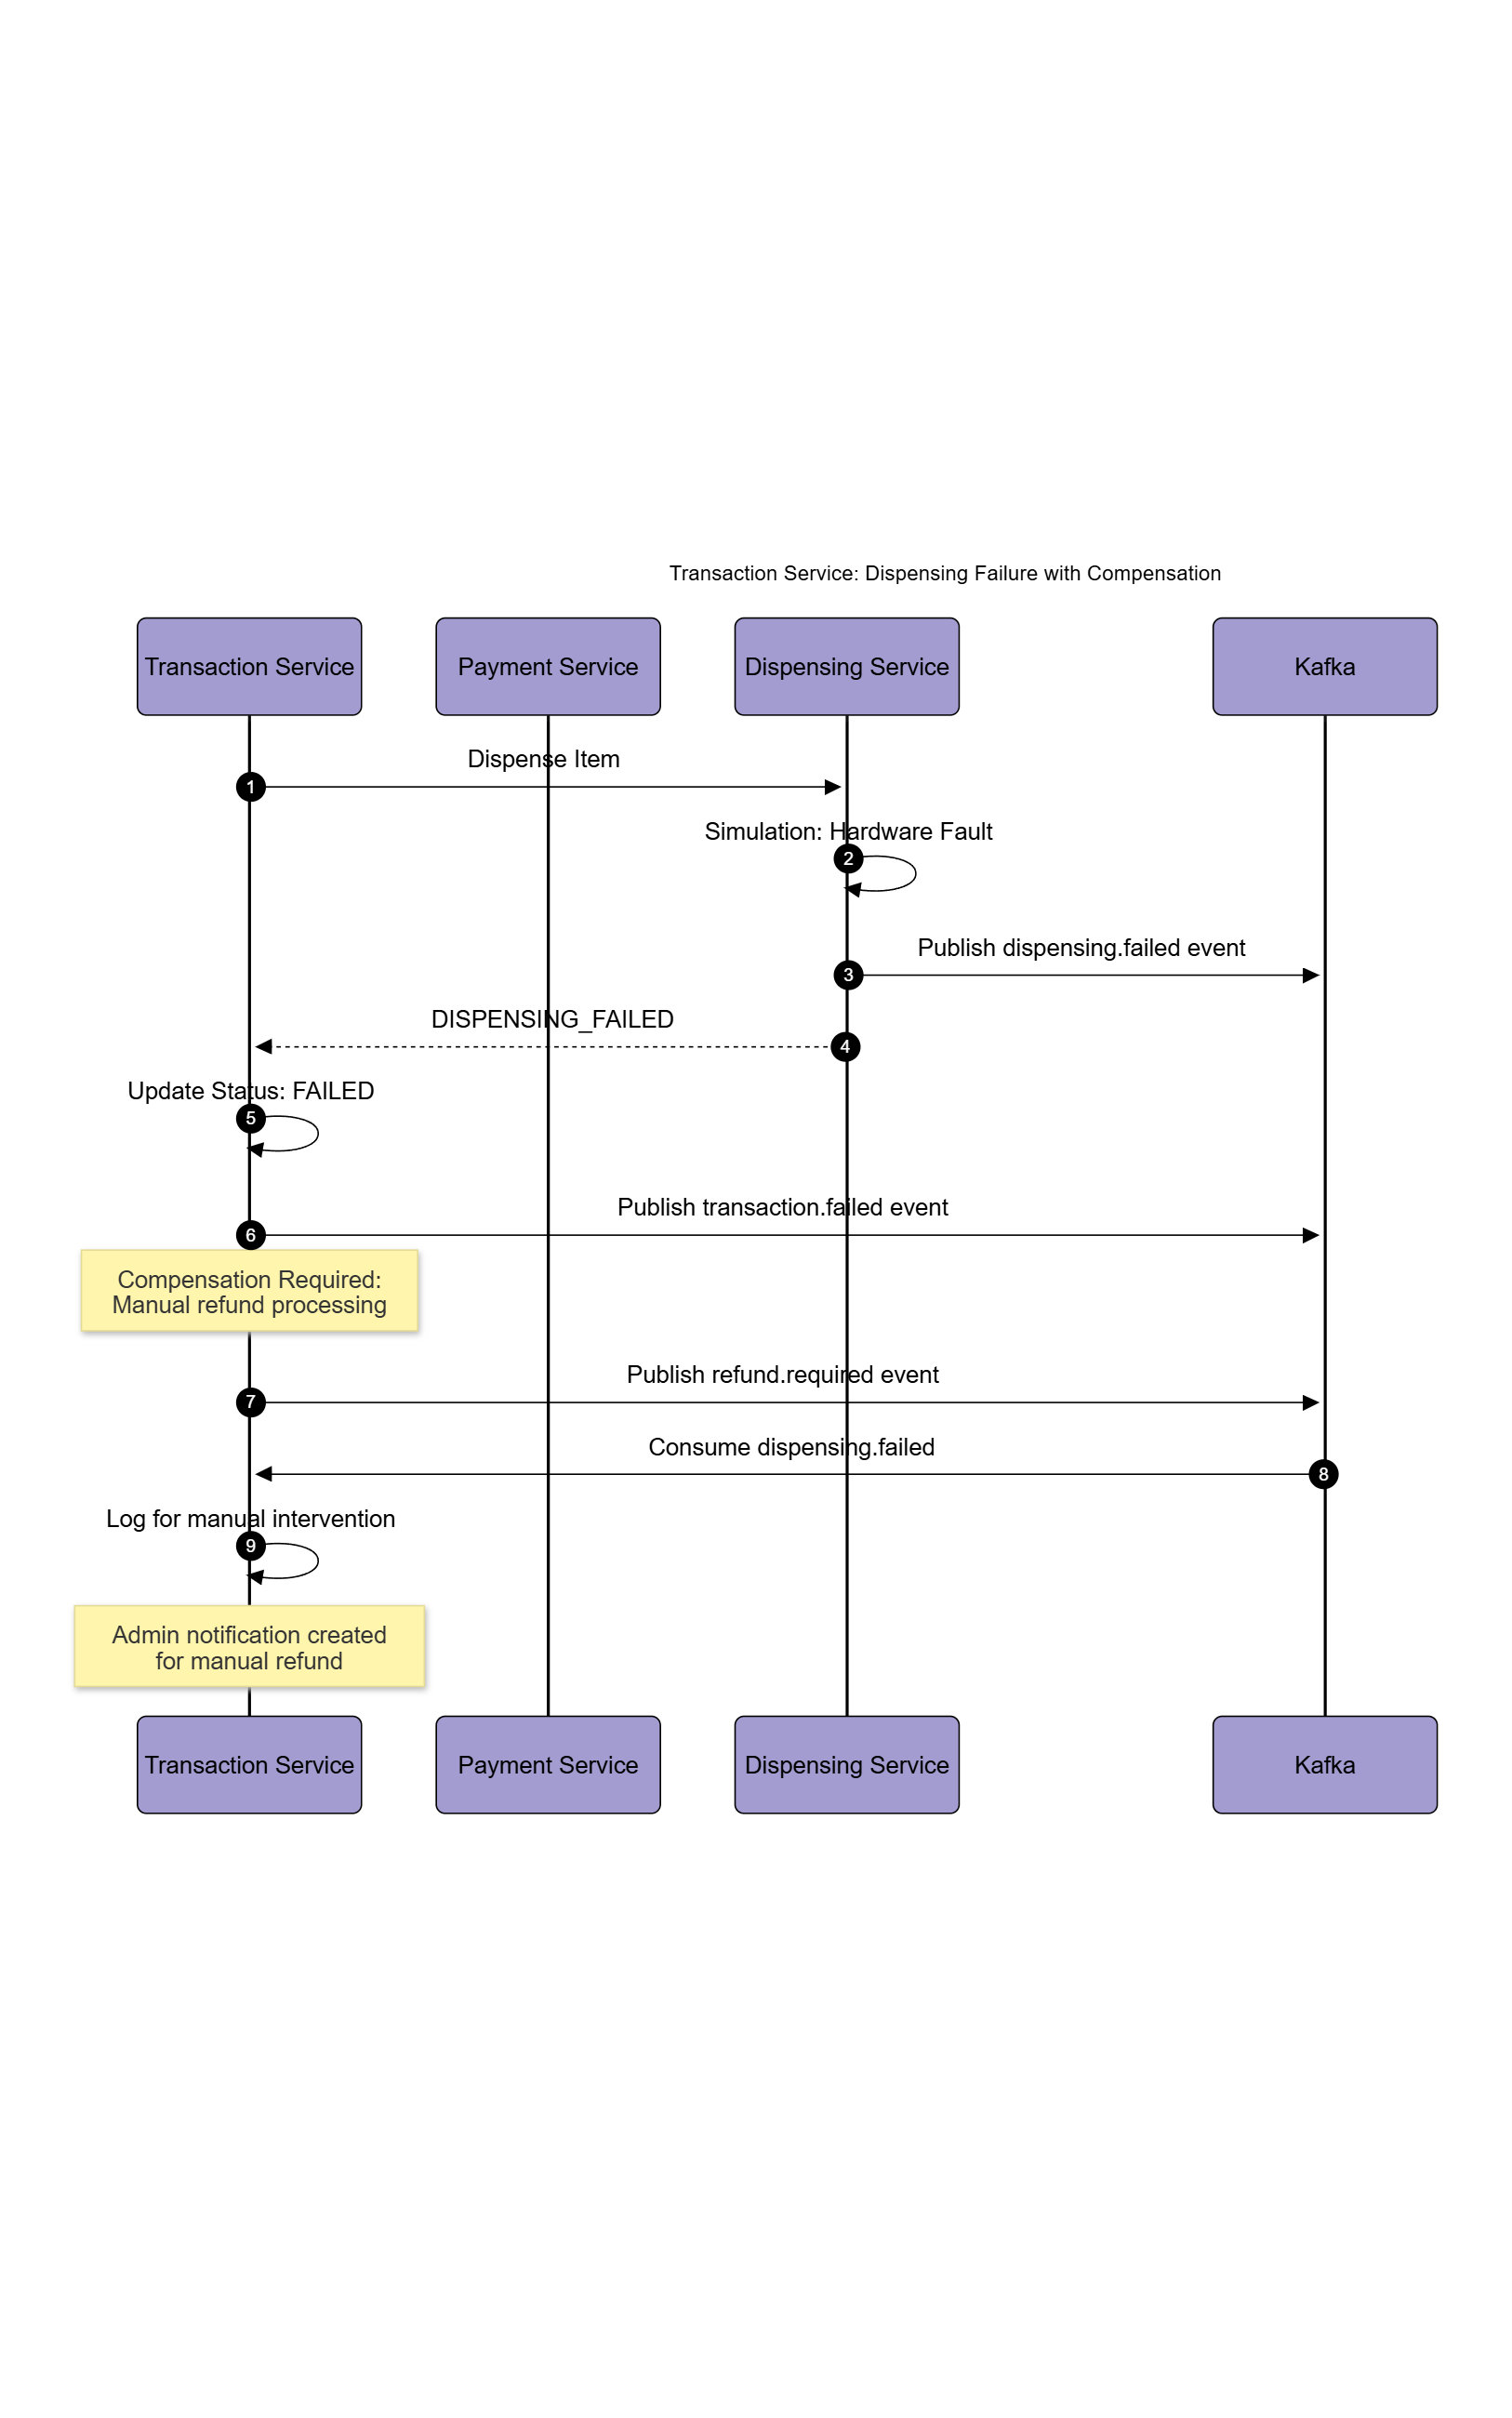 Transaction Service: Dispensing Failure with Compensation
Transaction Service
Payment Service
Dispensing Service
Kafka
Dispense Item
1
Simulation: Hardware Fault
2
Publish dispensing.failed event
3
DISPENSING_FAILED
4
Update Status: FAILED
5
Publish transaction.failed event
6
Compensation Required:
Manual refund processing
Publish refund.required event
7
Consume dispensing.failed
8
Log for manual intervention
9
Admin notification created
for manual refund
Transaction Service
Payment Service
Dispensing Service
Kafka